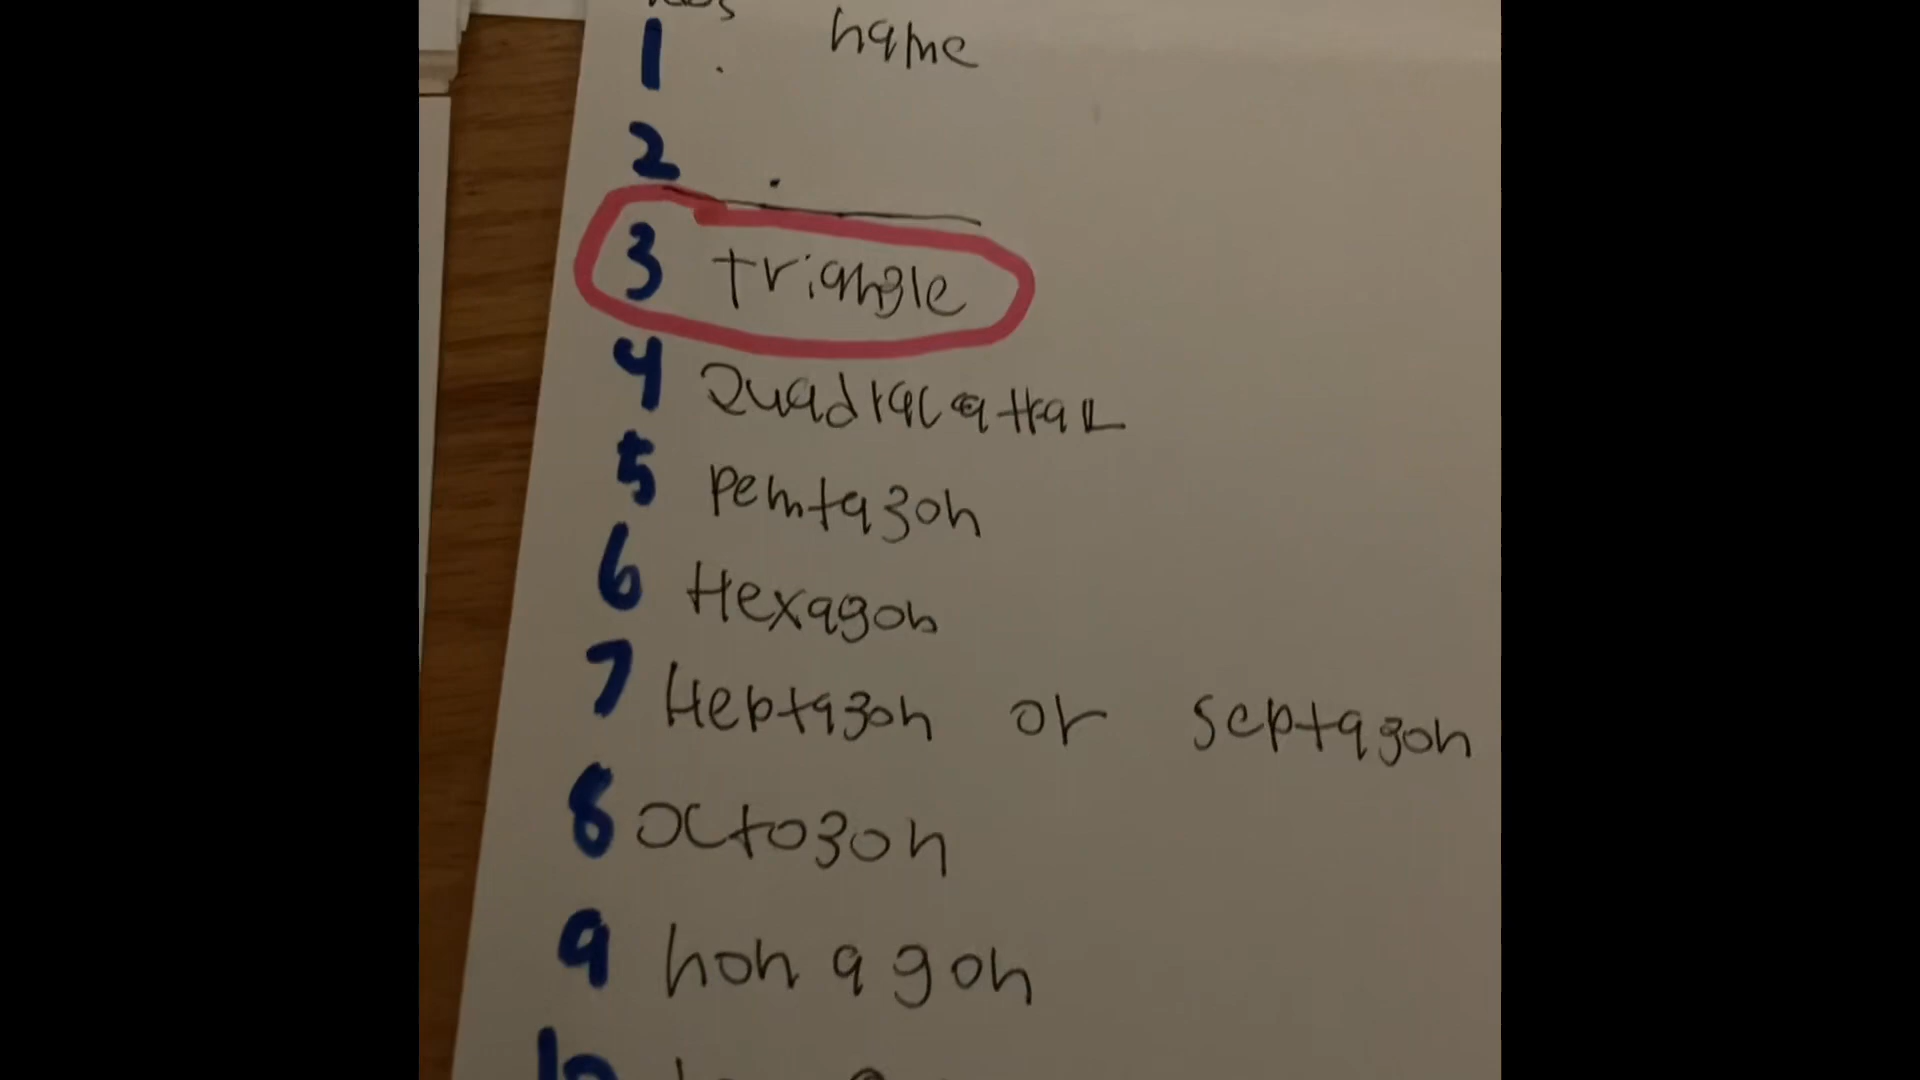 1 name
2
3 triangle
4 Quadracatral
5 Pemtagon
6 Hexagon
7 Heptagon or septagon
8 octogon
9 nonagon
10